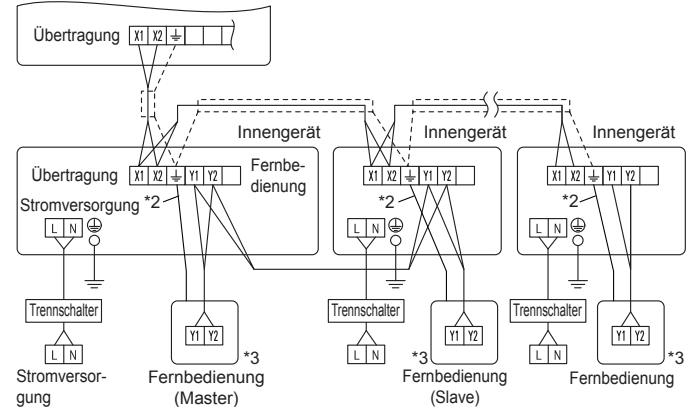 Übertragung X1 X2
Innengerät Innengerät Innengerät
Übertragung X1 X2 Y1 Y2 Fernbe-
dienung
X1 X2 Y1 Y2
X1 X2 Y1 Y2
*2 *2 *2
Stromversorgung
L N L N L N
Trennschalter Trennschalter Trennschalter
Y1 Y2 Y1 Y2 Y1 Y2
L N L N L N
*3 *3 *3
Stromversor-
gung
Fernbedienung
(Master)
Fernbedienung
(Slave)
Fernbedienung